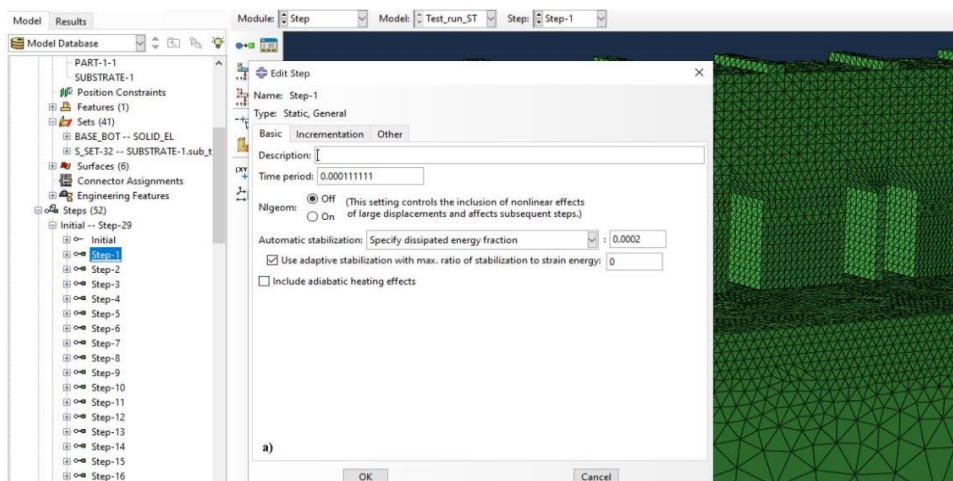 Module: Step Model: Test_run_ST Step: Step-1
Model Results
Model Database
PART-1-1
SUBSTRATE-1
Position Constraints
Features (1)
Sets (41)
BASE_BOT -- SOLID_EL
S_SET-32 -- SUBSTRATE-1.sub_t
Surfaces (6)
Connector Assignments
Engineering Features
Steps (52)
Initial -- Step-29
Initial
Step-1
Step-2
Step-3
Step-4
Step-5
Step-6
Step-7
Step-8
Step-9
Step-10
Step-11
Step-12
Step-13
Step-14
Step-15
Step-16
Edit Step
Name: Step-1
Type: Static, General
Basic Incrementation Other
Description:
Time period: 0.000111111
Nlgeom: Off (This setting controls the inclusion of nonlinear effects
On of large displacements and affects subsequent steps.)
Automatic stabilization: Specify dissipated energy fraction : 0.0002
Use adaptive stabilization with max. ratio of stabilization to strain energy: 0
Include adiabatic heating effects
a)
OK Cancel